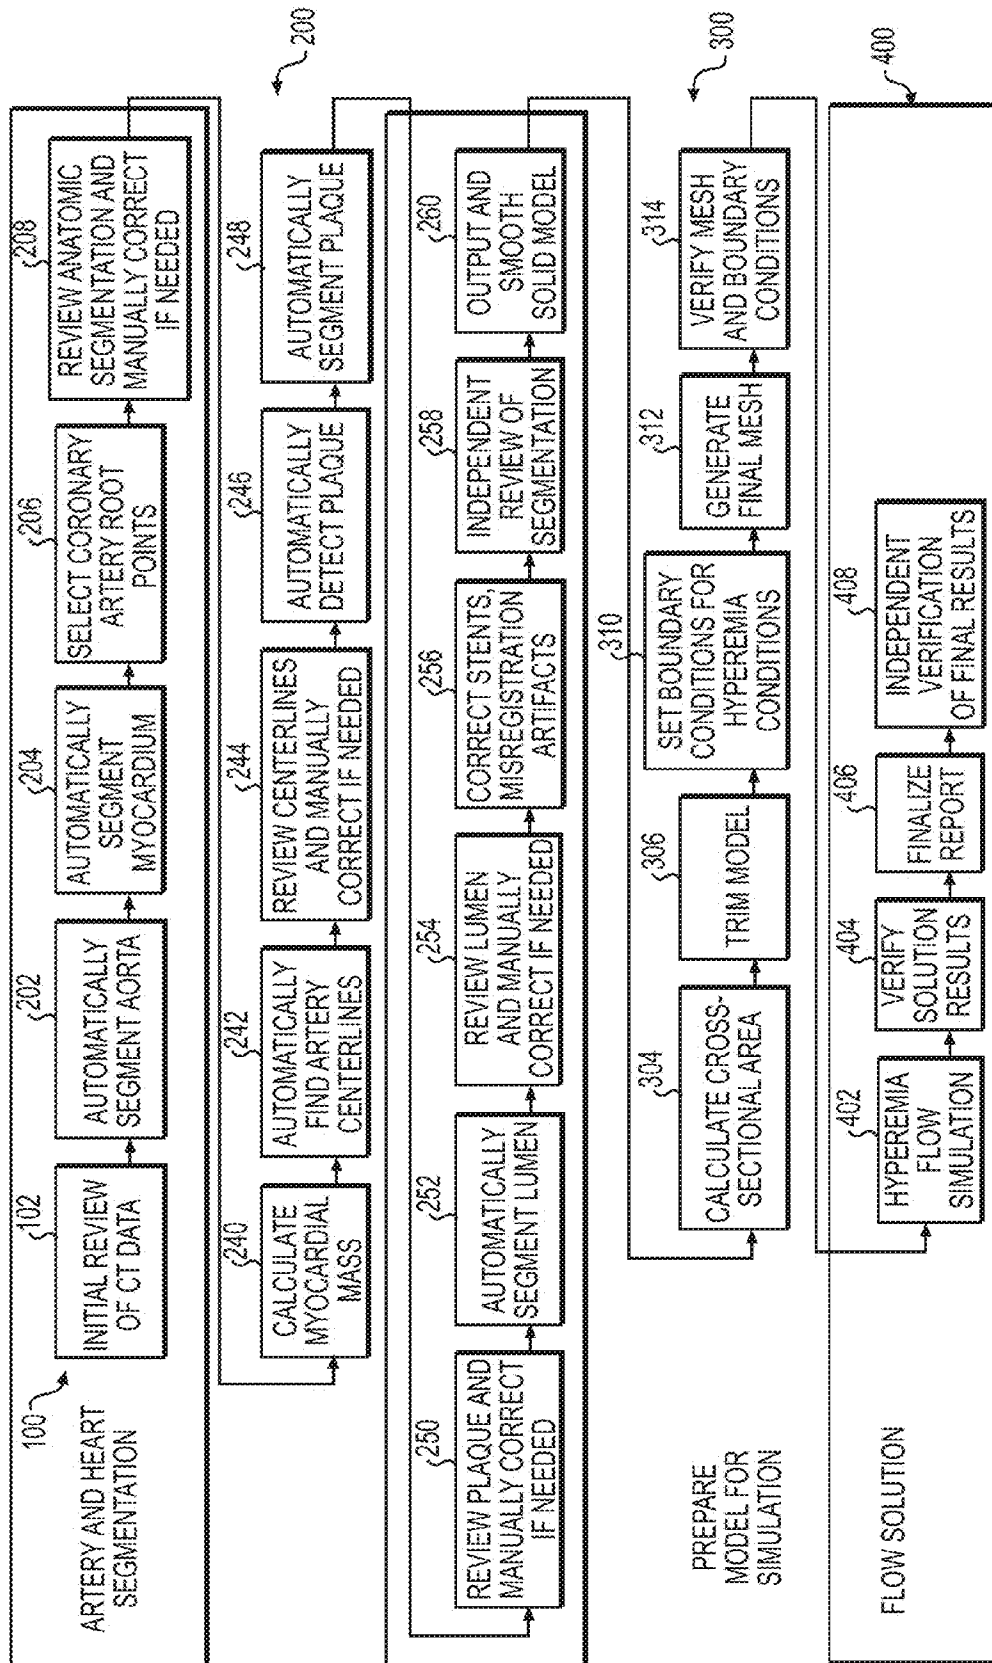 ARTERY AND HEART
SEGMENTATION
100
102
INITIAL REVIEW
OF CT DATA
202
AUTOMATICALLY
SEGMENT AORTA
204
AUTOMATICALLY
SEGMENT
MYOCARDIUM
206
SELECT CORONARY
ARTERY ROOT
POINTS
208
REVIEW ANATOMIC
SEGMENTATION AND
MANUALLY CORRECT
IF NEEDED
200
240
CALCULATE
MYOCARDIAL
MASS
242
AUTOMATICALLY
FIND ARTERY
CENTERLINES
244
REVIEW CENTERLINES
AND MANUALLY
CORRECT IF NEEDED
246
AUTOMATICALLY
DETECT PLAQUE
248
AUTOMATICALLY
SEGMENT PLAQUE
250
REVIEW PLAQUE AND
MANUALLY CORRECT
IF NEEDED
252
AUTOMATICALLY
SEGMENT LUMEN
254
REVIEW LUMEN
AND MANUALLY
CORRECT IF NEEDED
256
CORRECT STENTS,
MISREGISTRATION
ARTIFACTS
258
INDEPENDENT
REVIEW OF
SEGMENTATION
260
OUTPUT AND
SMOOTH
SOLID MODEL
PREPARE
MODEL FOR
SIMULATION
300
304
CALCULATE CROSS-
SECTIONAL AREA
306
TRIM MODEL
310
SET BOUNDARY
CONDITIONS FOR
HYPEREMIA
CONDITIONS
312
GENERATE
FINAL MESH
314
VERIFY MESH
AND BOUNDARY
CONDITIONS
FLOW SOLUTION
400
402
HYPEREMIA
FLOW
SIMULATION
404
VERIFY
SOLUTION
RESULTS
406
FINALIZE
REPORT
408
INDEPENDENT
VERIFICATION
OF FINAL RESULTS